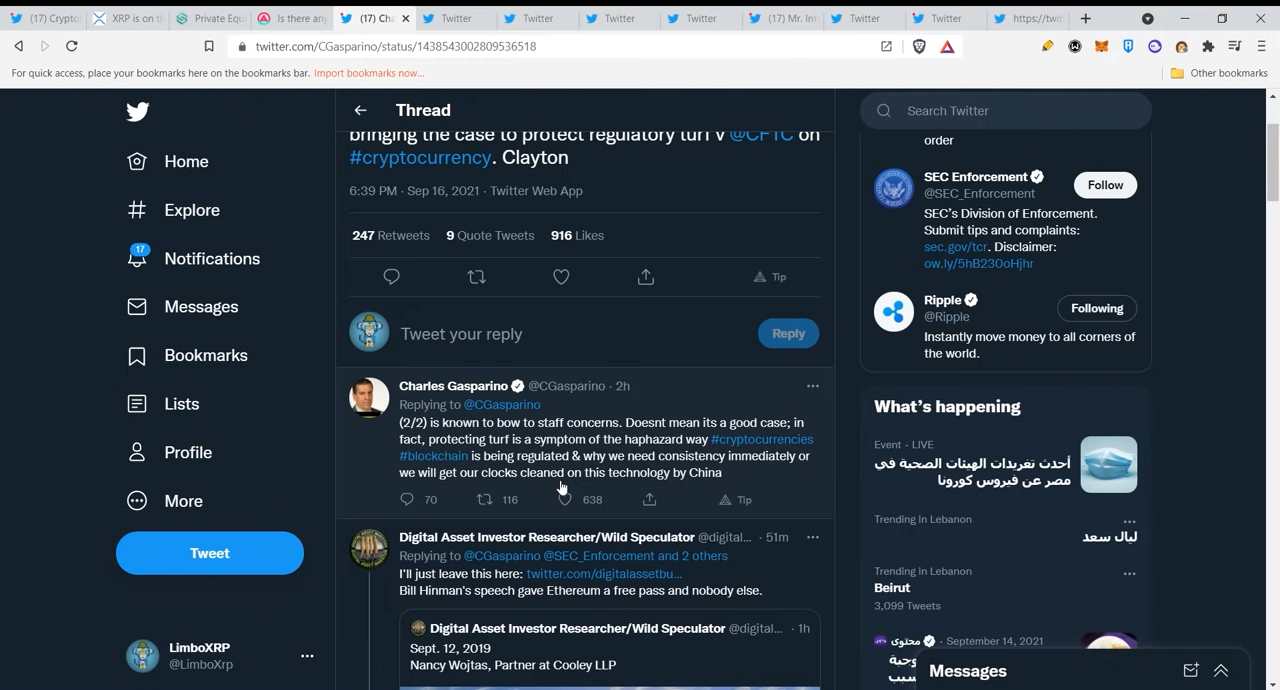 (17) Crypto
XRP is on t
Private Equ
Is there any
(17) Cha
Twitter
Twitter
Twitter
Twitter
(17) Mr. Int
Twitter
Twitter
https://twi
twitter.com/CGasparino/status/1438543002809536518
For quick access, place your bookmarks here on the bookmarks bar. Import bookmarks now...
Other bookmarks
Home
Explore
17
Notifications
Messages
Bookmarks
Lists
Profile
More
Tweet
LimboXRP
@LimboXrp
Thread
bringing the case to protect regulatory turf v @CFTC on
#cryptocurrency. Clayton
6:39 PM · Sep 16, 2021 · Twitter Web App
247 Retweets 9 Quote Tweets 916 Likes
Tip
Tweet your reply
Reply
Charles Gasparino @CGasparino · 2h
Replying to @CGasparino
(2/2) is known to bow to staff concerns. Doesnt mean its a good case; in
fact, protecting turf is a symptom of the haphazard way #cryptocurrencies
#blockchain is being regulated & why we need consistency immediately or
we will get our clocks cleaned on this technology by China
70 116 638 Tip
Digital Asset Investor Researcher/Wild Speculator @digital... · 51m
Replying to @CGasparino @SEC_Enforcement and 2 others
I'll just leave this here: twitter.com/digitalassetbu...
Bill Hinman's speech gave Ethereum a free pass and nobody else.
Digital Asset Investor Researcher/Wild Speculator @digital... · 1h
Sept. 12, 2019
Nancy Wojtas, Partner at Cooley LLP
Search Twitter
order
SEC Enforcement
@SEC_Enforcement
Follow
SEC's Division of Enforcement.
Submit tips and complaints:
sec.gov/tcr. Disclaimer:
ow.ly/5hB230oHjhr
Ripple
@Ripple
Following
Instantly move money to all corners of
the world.
What's happening
Event · LIVE
أحدث تغريدات الهيئات الصحية في
مصر عن فيروس كورونا
Trending in Lebanon
ليال سعد
Trending in Lebanon
Beirut
3,099 Tweets
محتوى · September 14, 2021
Messages